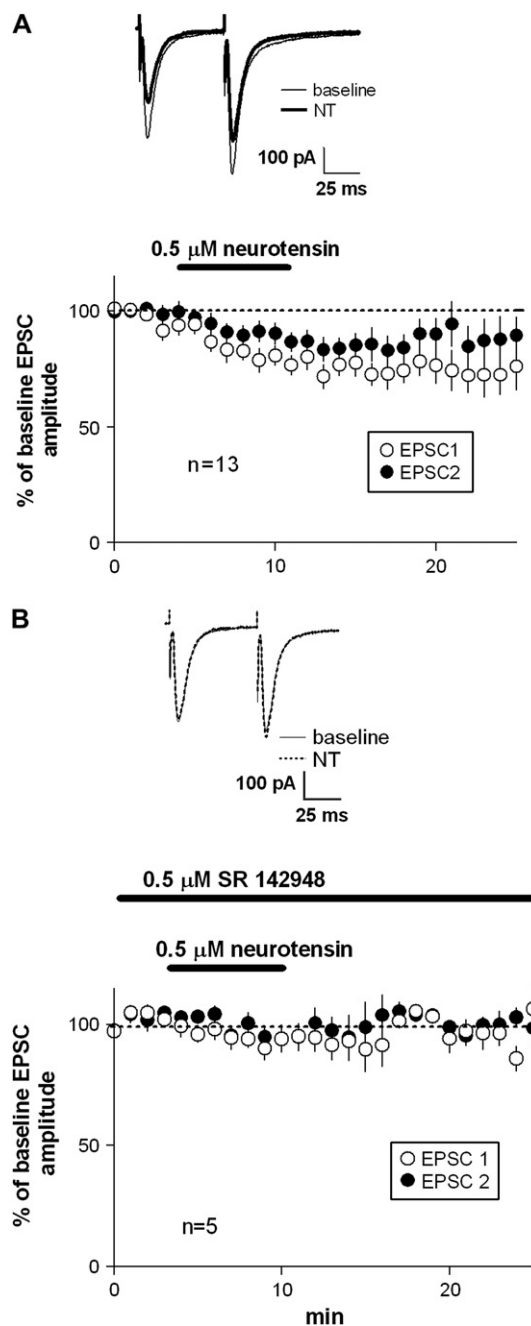 A
baseline
NT
100 pA
25 ms
0.5 μM neurotensin
100
50
0
% of baseline EPSC
amplitude
EPSC1
EPSC2
n=13
0
10
20
B
baseline
NT
100 pA
25 ms
0.5 μM SR 142948
0.5 μM neurotensin
100
50
0
% of baseline EPSC
amplitude
EPSC 1
EPSC 2
n=5
0
10
20
min